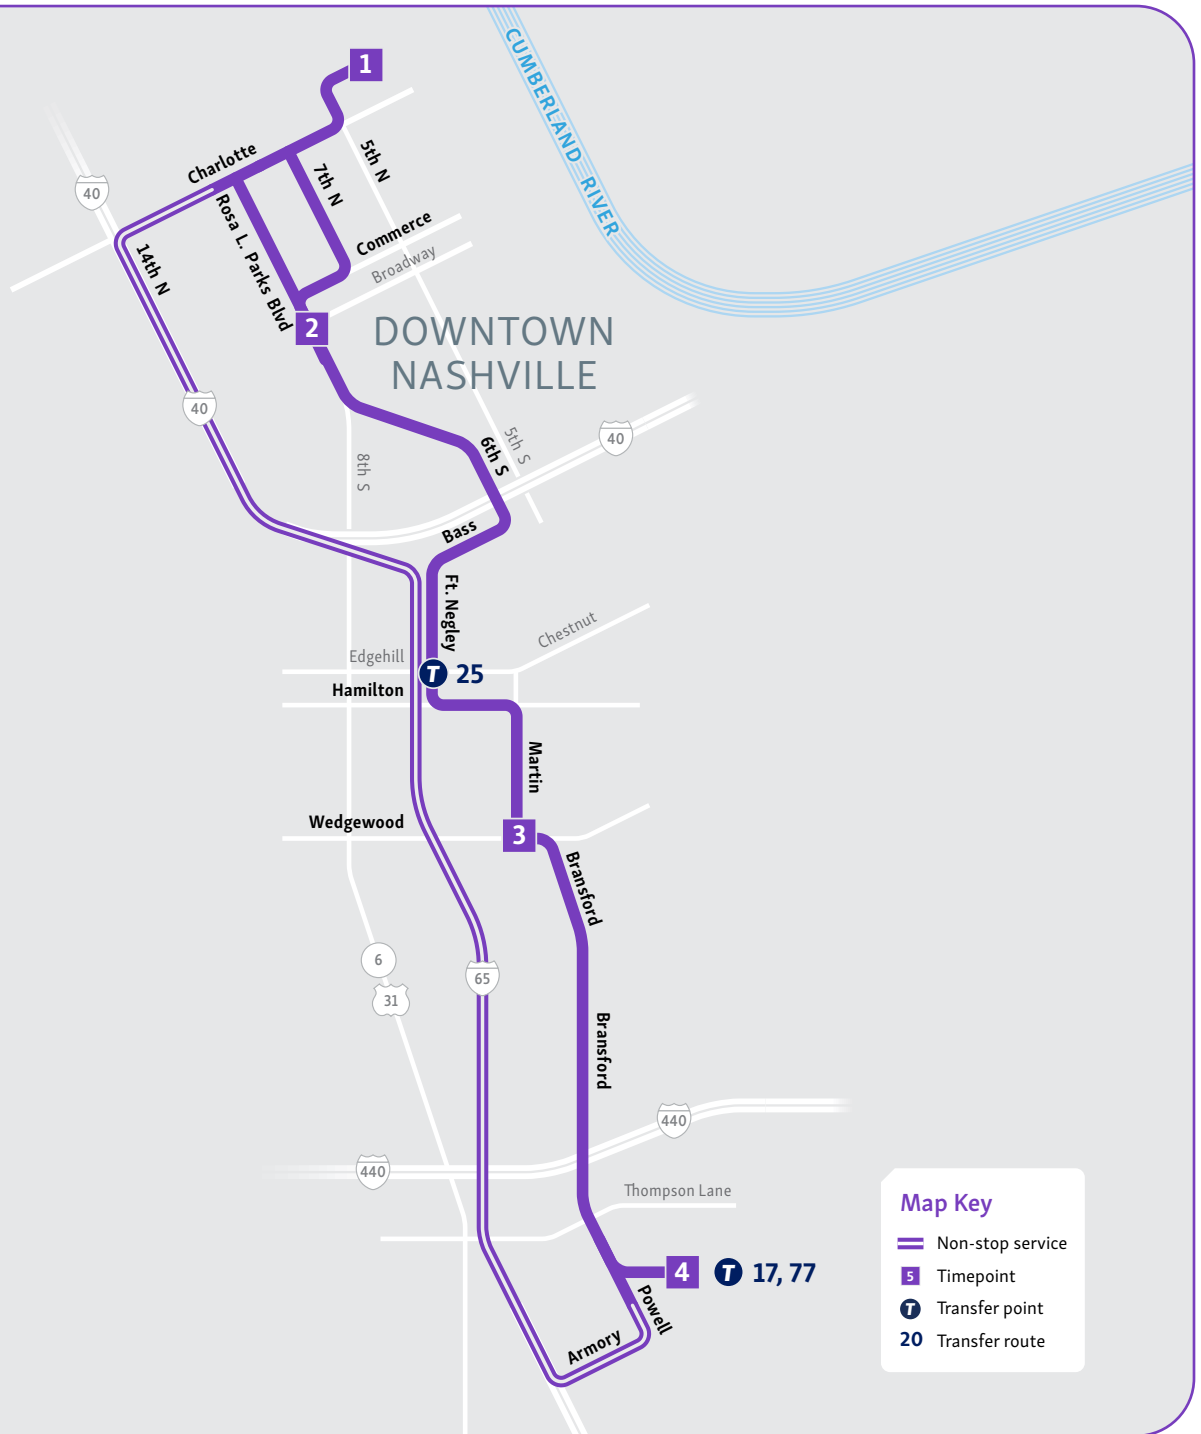 1
CUMBERLAND RIVER
5th N
Charlotte
7th N
40
Rosa L. Parks Blvd
Commerce
14th N
Broadway
2
DOWNTOWN
NASHVILLE
40
40
5th S
6th S
8th S
Bass
Ft. Negley
Chestnut
Edgehill
T 25
Hamilton
Martin
Wedgewood
3
Bransford
6
65
31
Bransford
440
440
Thompson Lane
Map Key
Non-stop service
4
T 17, 77
5 Timepoint
Powell
T Transfer point
Armory
20 Transfer route